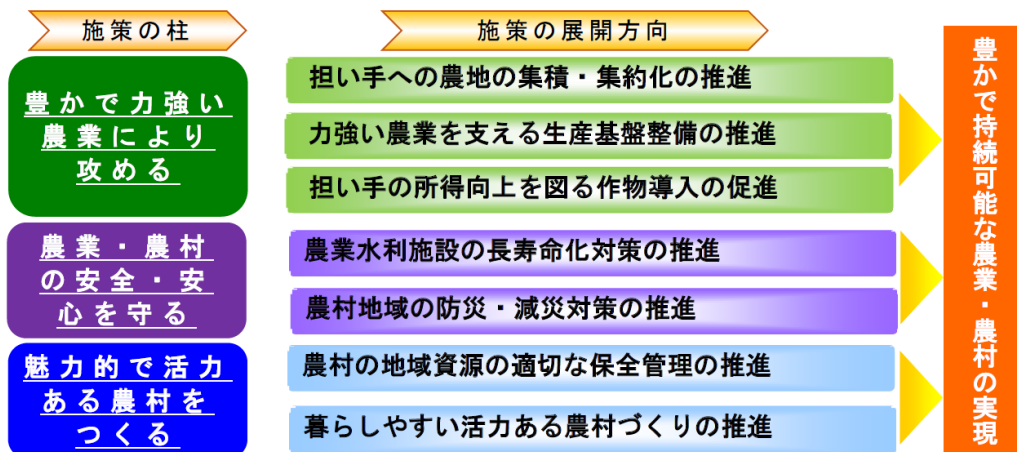 施策の柱
施策の展開方向
豊かで力強い
農業により
攻める
担い手への農地の集積・集約化の推進
力強い農業を支える生産基盤整備の推進
担い手の所得向上を図る作物導入の促進
農業・農村
の安全・安
心を守る
農業水利施設の長寿命化対策の推進
農村地域の防災・減災対策の推進
魅力的で活力
ある農村を
つくる
農村の地域資源の適切な保全管理の推進
暮らしやすい活力ある農村づくりの推進
豊かで持続可能な農業・農村の実現